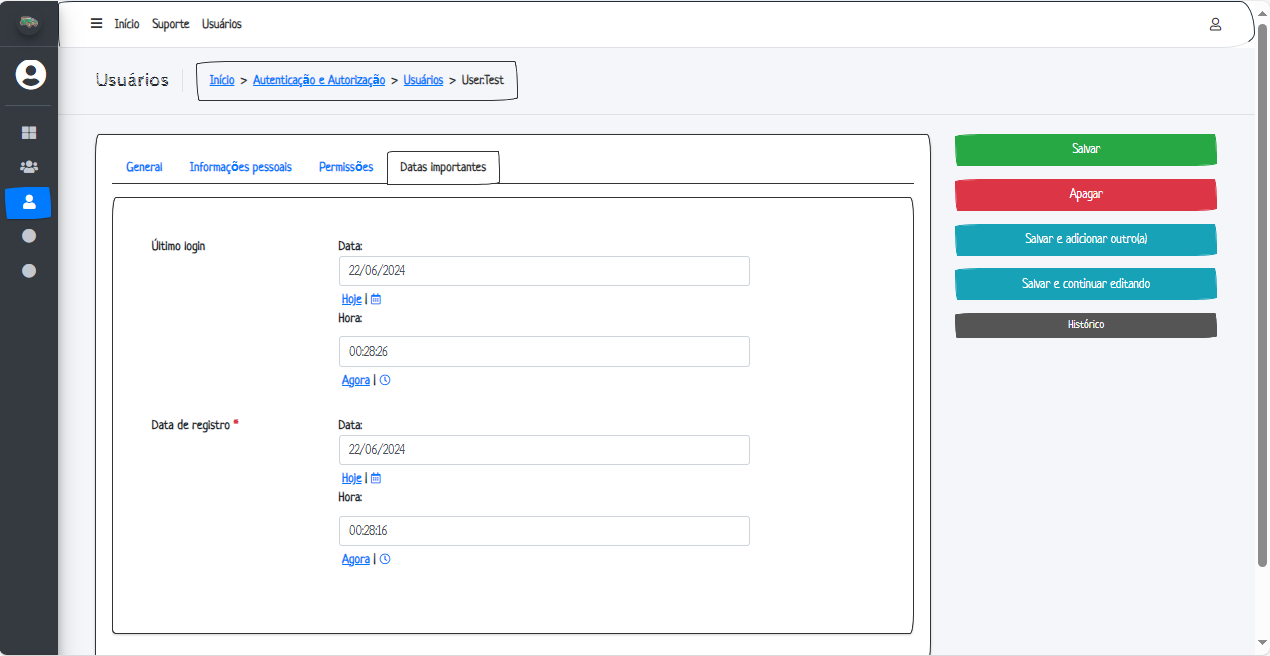 Início Suporte Usuários
Usuários
Início > Autenticação e Autorização > Usuários > User.Test
General Informações pessoais Permissões Datas importantes
Último login
Data:
22/06/2024
Hoje |
Hora:
00:28:26
Agora |
Data de registro *
Data:
22/06/2024
Hoje |
Hora:
00:28:16
Agora |
Salvar
Apagar
Salvar e adicionar outro(a)
Salvar e continuar editando
Histórico